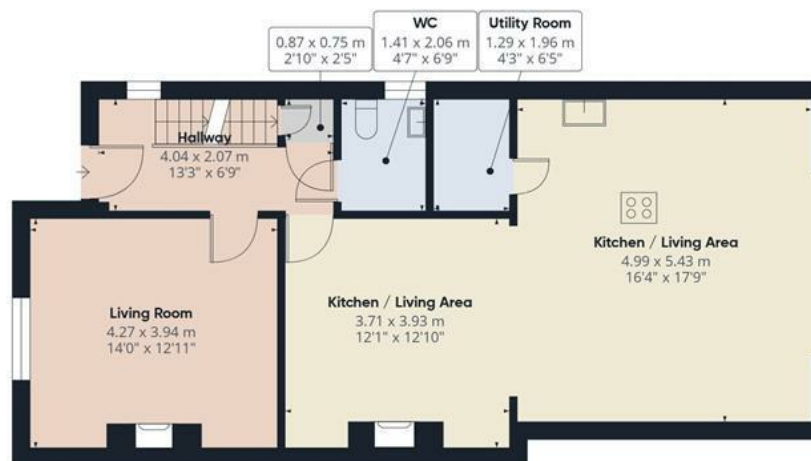 0.87 x 0.75 m
2'10" x 2'5"
WC
1.41 x 2.06 m
4'7" x 6'9"
Utility Room
1.29 x 1.96 m
4'3" x 6'5"
Hallway
4.04 x 2.07 m
13'3" x 6'9"
Kitchen / Living Area
4.99 x 5.43 m
16'4" x 17'9"
Living Room
4.27 x 3.94 m
14'0" x 12'11"
Kitchen / Living Area
3.71 x 3.93 m
12'1" x 12'10"